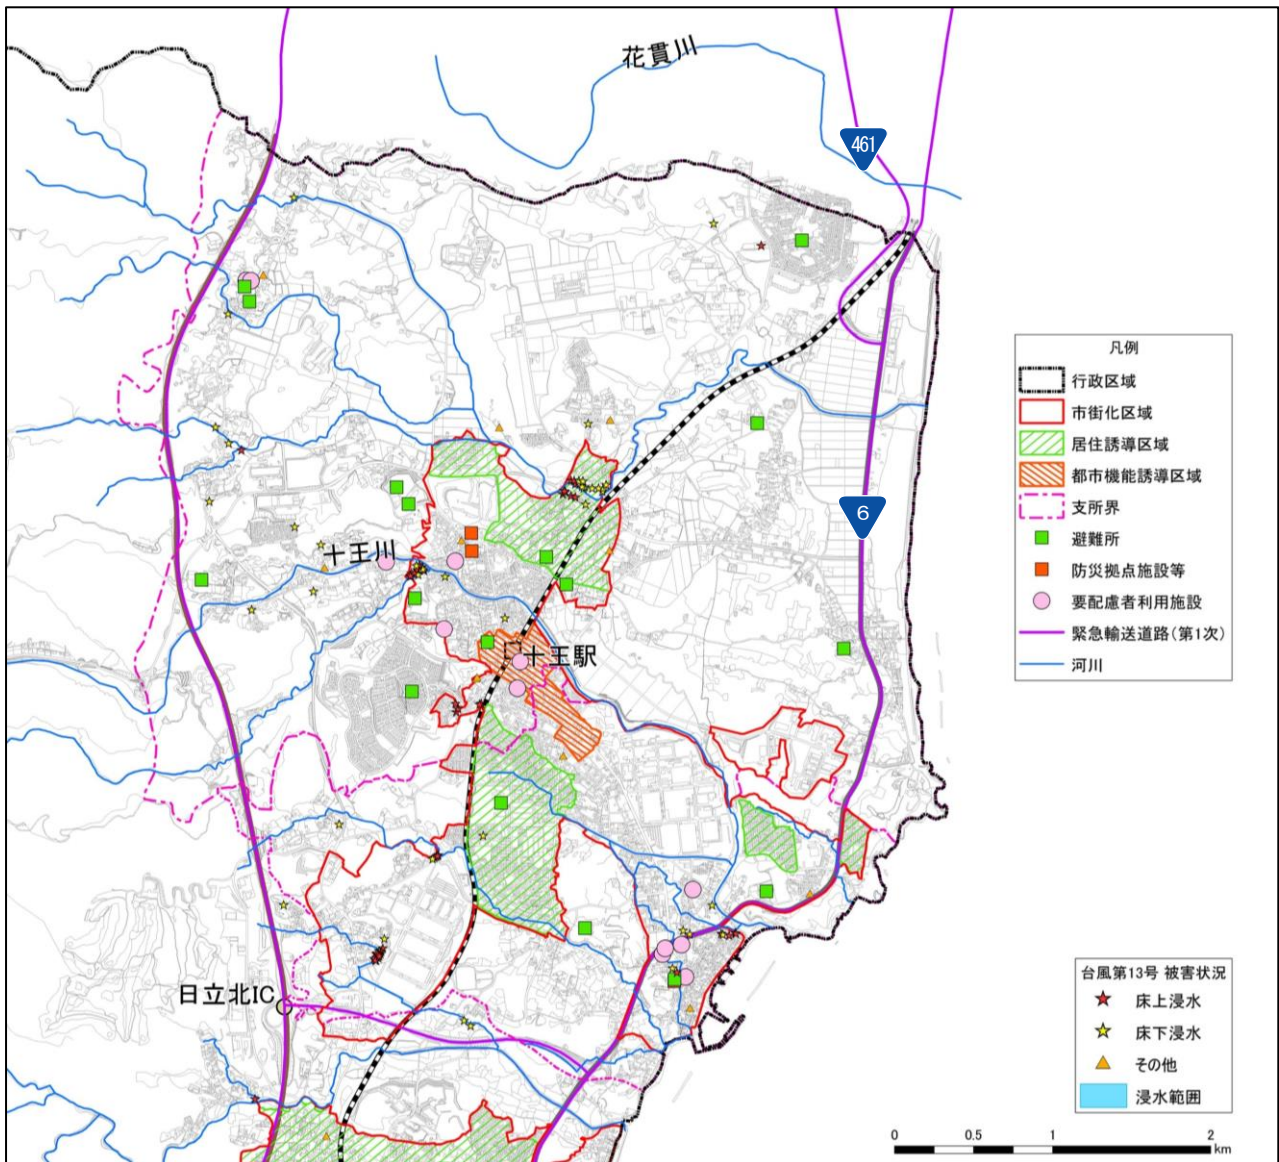 花貫川
461
凡例
行政区域
市街化区域
居住誘導区域
都市機能誘導区域
支所界
避難所
防災拠点施設等
要配慮者利用施設
緊急輸送道路(第1次)
河川
6
十王川
十王駅
日立北IC
台風第13号 被害状況
床上浸水
床下浸水
その他
浸水範囲
0 0.5 1 2
km